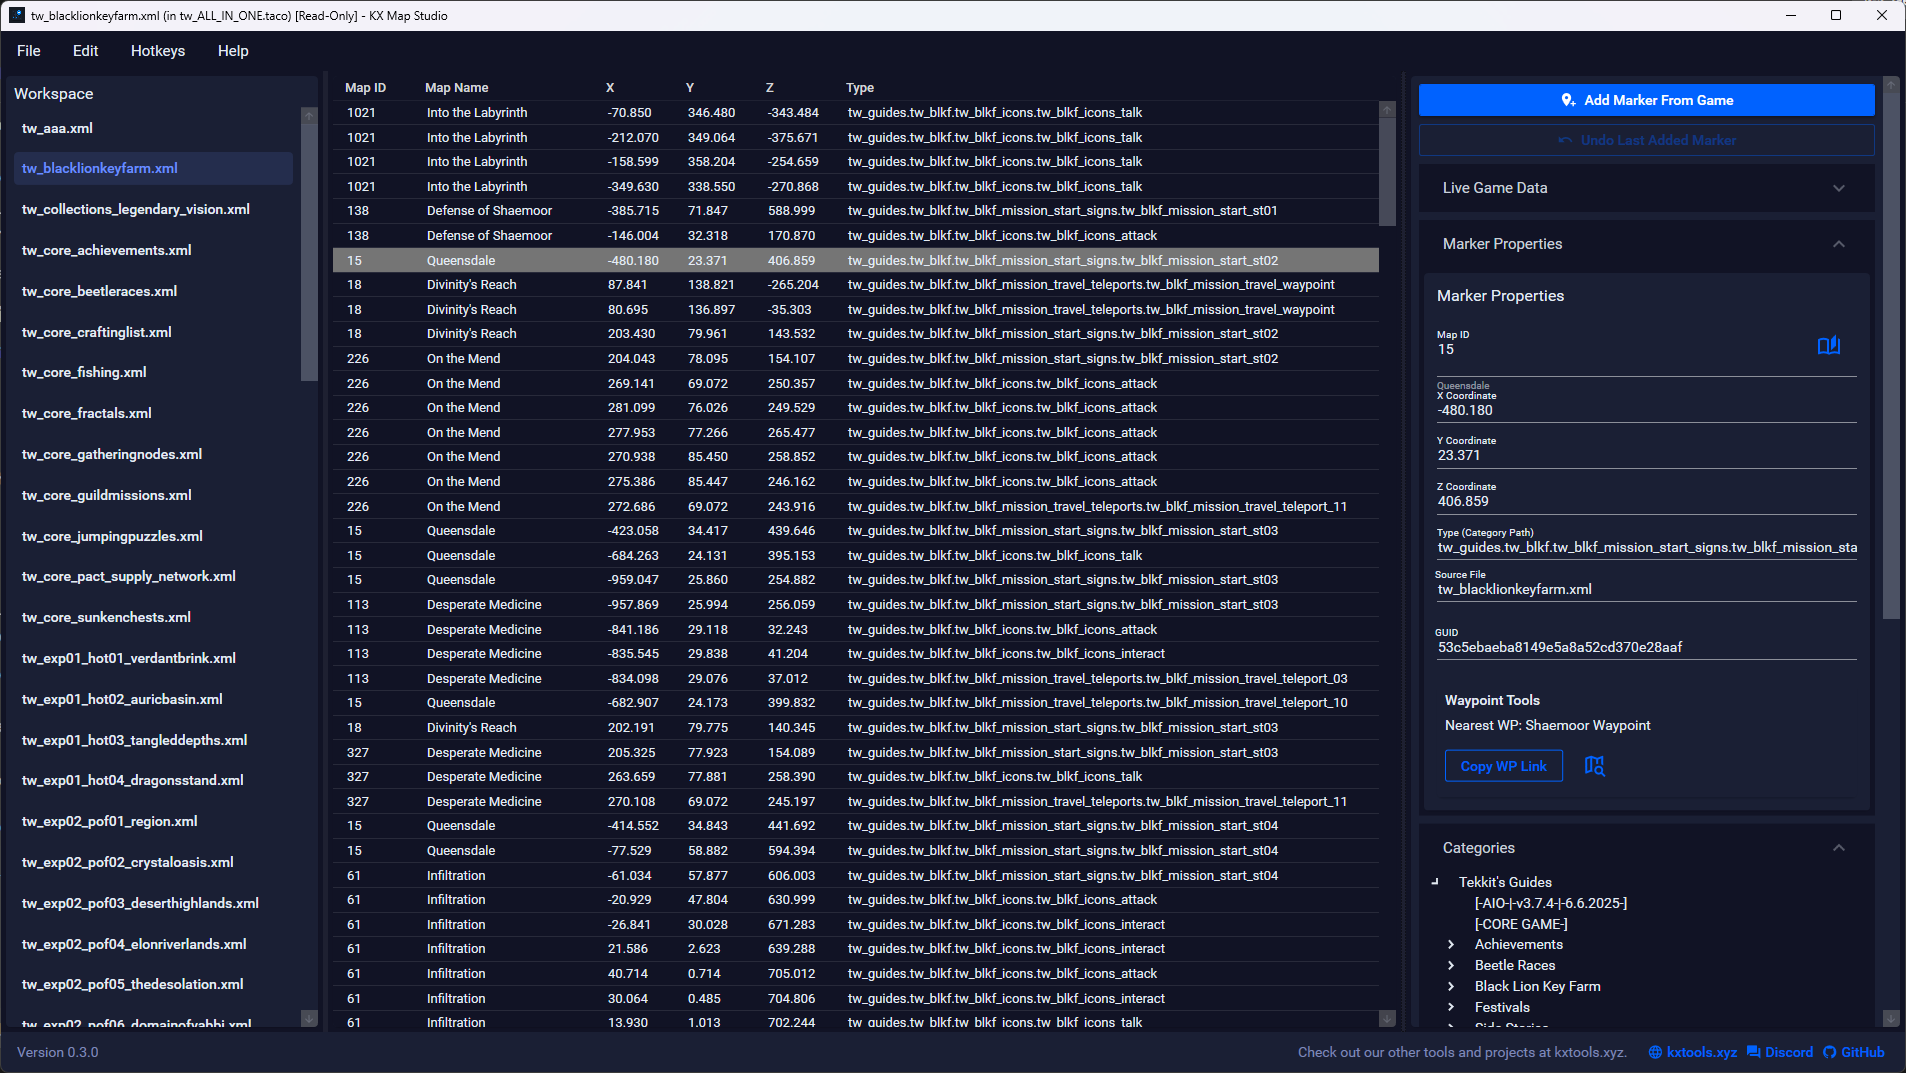 tw_blacklionkeyfarm.xml (in tw_ALL_IN_ONE.taco) [Read-Only] - KX Map Studio
File Edit Hotkeys Help
Workspace
tw_aaa.xml
tw_blacklionkeyfarm.xml
tw_collections_legendary_vision.xml
tw_core_achievements.xml
tw_core_beetleraces.xml
tw_core_craftinglist.xml
tw_core_fishing.xml
tw_core_fractals.xml
tw_core_gatheringnodes.xml
tw_core_guildmissions.xml
tw_core_jumpingpuzzles.xml
tw_core_pact_supply_network.xml
tw_core_sunkenchests.xml
tw_exp01_hot01_verdantbrink.xml
tw_exp01_hot02_auricbasin.xml
tw_exp01_hot03_tangleddepths.xml
tw_exp01_hot04_dragonsstand.xml
tw_exp02_pof01_region.xml
tw_exp02_pof02_crystaloasis.xml
tw_exp02_pof03_deserthighlands.xml
tw_exp02_pof04_elonriverlands.xml
tw_exp02_pof05_thedesolation.xml
tw_exp02_pof06_domainofvabbi.xml
Map ID Map Name X Y Z Type
1021 Into the Labyrinth -70.850 346.480 -343.484 tw_guides.tw_blkf.tw_blkf_icons.tw_blkf_icons_talk
1021 Into the Labyrinth -212.070 349.064 -375.671 tw_guides.tw_blkf.tw_blkf_icons.tw_blkf_icons_talk
1021 Into the Labyrinth -158.599 358.204 -254.659 tw_guides.tw_blkf.tw_blkf_icons.tw_blkf_icons_talk
1021 Into the Labyrinth -349.630 338.550 -270.868 tw_guides.tw_blkf.tw_blkf_icons.tw_blkf_icons_talk
138 Defense of Shaemoor -385.715 71.847 588.999 tw_guides.tw_blkf.tw_blkf_mission_start_signs.tw_blkf_mission_start_st01
138 Defense of Shaemoor -146.004 32.318 170.870 tw_guides.tw_blkf.tw_blkf_icons.tw_blkf_icons_attack
15 Queensdale -480.180 23.371 406.859 tw_guides.tw_blkf.tw_blkf_mission_start_signs.tw_blkf_mission_start_st02
18 Divinity's Reach 87.841 138.821 -265.204 tw_guides.tw_blkf.tw_blkf_mission_travel_teleports.tw_blkf_mission_travel_waypoint
18 Divinity's Reach 80.695 136.897 -35.303 tw_guides.tw_blkf.tw_blkf_mission_travel_teleports.tw_blkf_mission_travel_waypoint
18 Divinity's Reach 203.430 79.961 143.532 tw_guides.tw_blkf.tw_blkf_mission_start_signs.tw_blkf_mission_start_st02
226 On the Mend 204.043 78.095 154.107 tw_guides.tw_blkf.tw_blkf_mission_start_signs.tw_blkf_mission_start_st02
226 On the Mend 269.141 69.072 250.357 tw_guides.tw_blkf.tw_blkf_icons.tw_blkf_icons_attack
226 On the Mend 281.099 76.026 249.529 tw_guides.tw_blkf.tw_blkf_icons.tw_blkf_icons_attack
226 On the Mend 277.953 77.266 265.477 tw_guides.tw_blkf.tw_blkf_icons.tw_blkf_icons_attack
226 On the Mend 270.938 85.450 258.852 tw_guides.tw_blkf.tw_blkf_icons.tw_blkf_icons_attack
226 On the Mend 275.386 85.447 246.162 tw_guides.tw_blkf.tw_blkf_icons.tw_blkf_icons_attack
226 On the Mend 272.686 69.072 243.916 tw_guides.tw_blkf.tw_blkf_mission_travel_teleports.tw_blkf_mission_travel_teleport_11
15 Queensdale -423.058 34.417 439.646 tw_guides.tw_blkf.tw_blkf_mission_start_signs.tw_blkf_mission_start_st03
15 Queensdale -684.263 24.131 395.153 tw_guides.tw_blkf.tw_blkf_icons.tw_blkf_icons_talk
15 Queensdale -959.047 25.860 254.882 tw_guides.tw_blkf.tw_blkf_mission_start_signs.tw_blkf_mission_start_st03
113 Desperate Medicine -957.869 25.994 256.059 tw_guides.tw_blkf.tw_blkf_mission_start_signs.tw_blkf_mission_start_st03
113 Desperate Medicine -841.186 29.118 32.243 tw_guides.tw_blkf.tw_blkf_icons.tw_blkf_icons_attack
113 Desperate Medicine -835.545 29.838 41.204 tw_guides.tw_blkf.tw_blkf_icons.tw_blkf_icons_interact
113 Desperate Medicine -834.098 29.076 37.012 tw_guides.tw_blkf.tw_blkf_mission_travel_teleports.tw_blkf_mission_travel_teleport_03
15 Queensdale -682.907 24.173 399.832 tw_guides.tw_blkf.tw_blkf_mission_travel_teleports.tw_blkf_mission_travel_teleport_10
18 Divinity's Reach 202.191 79.775 140.345 tw_guides.tw_blkf.tw_blkf_mission_start_signs.tw_blkf_mission_start_st03
327 Desperate Medicine 205.325 77.923 154.089 tw_guides.tw_blkf.tw_blkf_mission_start_signs.tw_blkf_mission_start_st03
327 Desperate Medicine 263.659 77.881 258.390 tw_guides.tw_blkf.tw_blkf_icons.tw_blkf_icons_talk
327 Desperate Medicine 270.108 69.072 245.197 tw_guides.tw_blkf.tw_blkf_mission_travel_teleports.tw_blkf_mission_travel_teleport_11
15 Queensdale -414.552 34.843 441.692 tw_guides.tw_blkf.tw_blkf_mission_start_signs.tw_blkf_mission_start_st04
15 Queensdale -77.529 58.882 594.394 tw_guides.tw_blkf.tw_blkf_mission_start_signs.tw_blkf_mission_start_st04
61 Infiltration -61.034 57.877 606.003 tw_guides.tw_blkf.tw_blkf_mission_start_signs.tw_blkf_mission_start_st04
61 Infiltration -20.929 47.804 630.999 tw_guides.tw_blkf.tw_blkf_icons.tw_blkf_icons_attack
61 Infiltration -26.841 30.028 671.283 tw_guides.tw_blkf.tw_blkf_icons.tw_blkf_icons_interact
61 Infiltration 21.586 2.623 639.288 tw_guides.tw_blkf.tw_blkf_icons.tw_blkf_icons_interact
61 Infiltration 40.714 0.714 705.012 tw_guides.tw_blkf.tw_blkf_icons.tw_blkf_icons_attack
61 Infiltration 30.064 0.485 704.806 tw_guides.tw_blkf.tw_blkf_icons.tw_blkf_icons_interact
61 Infiltration 13.930 1.013 702.244 tw_guides.tw_blkf.tw_blkf_icons.tw_blkf_icons_talk
Add Marker From Game
Undo Last Added Marker
Live Game Data
Marker Properties
Marker Properties
Map ID
15
Queensdale
X Coordinate
-480.180
Y Coordinate
23.371
Z Coordinate
406.859
Type (Category Path)
tw_guides.tw_blkf.tw_blkf_mission_start_signs.tw_blkf_mission_sta
Source File
tw_blacklionkeyfarm.xml
GUID
53c5ebaeba8149e5a8a52cd370e28aaf
Waypoint Tools
Nearest WP: Shaemoor Waypoint
Copy WP Link
Categories
Tekkit's Guides
[-AIO-|-v3.7.4-|-6.6.2025-]
[-CORE GAME-]
Achievements
Beetle Races
Black Lion Key Farm
Festivals
Side Stories
Version 0.3.0
Check out our other tools and projects at kxtools.xyz. kxtools.xyz Discord GitHub